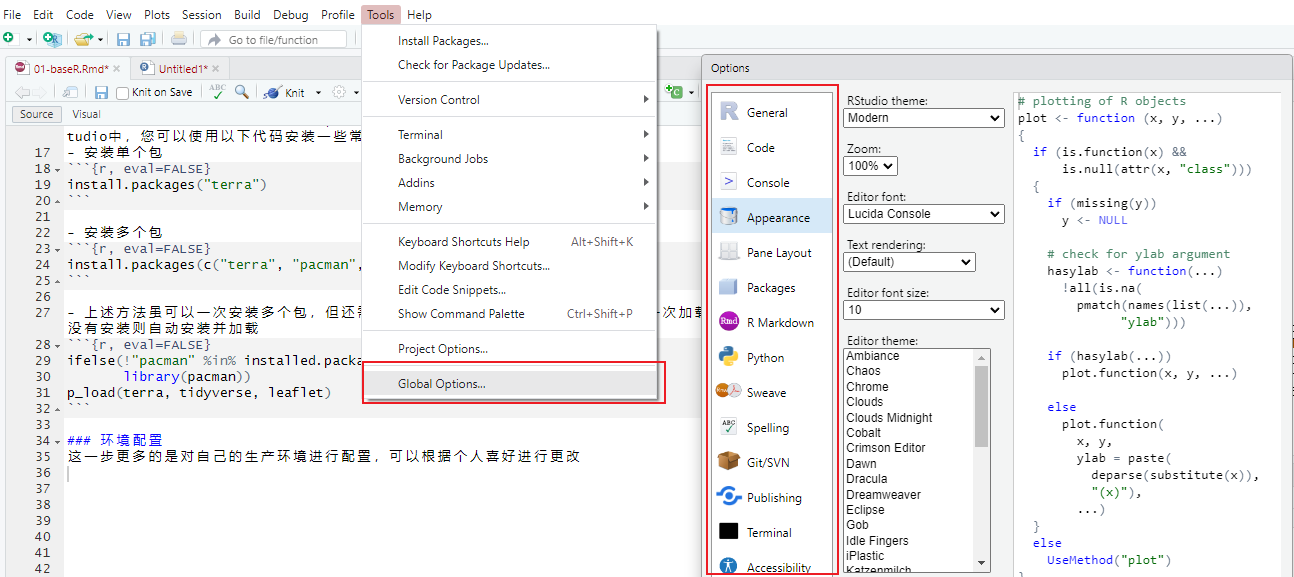 File Edit Code View Plots Session Build Debug Profile Tools Help
Go to file/function
01-baseR.Rmd* Untitled1*
Knit on Save Knit
Source Visual
tudio中，您可以使用以下代码安装一些常
17 - 安装单个包
18 ```{r, eval=FALSE}
19 install.packages("terra")
20 ```
21
22 - 安装多个包
23 ```{r, eval=FALSE}
24 install.packages(c("terra", "pacman",
25 ```
26
27 - 上述方法虽可以一次安装多个包，但还
一次加载
没有安装则自动安装并加载
28 ```{r, eval=FALSE}
29 ifelse(!"pacman" %in% installed.packa
30 library(pacman))
31 p_load(terra, tidyverse, leaflet)
32 ```
33
34 ### 环境配置
35 这一步更多的是对自己的生产环境进行配置，可以根据个人喜好进行更改
36
37
38
39
40
41
42
Install Packages...
Check for Package Updates...
Version Control
Terminal
Background Jobs
Addins
Memory
Keyboard Shortcuts Help Alt+Shift+K
Modify Keyboard Shortcuts...
Edit Code Snippets...
Show Command Palette Ctrl+Shift+P
Project Options...
Global Options...
Options
General
Code
Console
Appearance
Pane Layout
Packages
R Markdown
Python
Sweave
Spelling
Git/SVN
Publishing
Terminal
Accessibility
RStudio theme:
Modern
Zoom:
100%
Editor font:
Lucida Console
Text rendering:
(Default)
Editor font size:
10
Editor theme:
Ambiance
Chaos
Chrome
Clouds
Clouds Midnight
Cobalt
Crimson Editor
Dawn
Dracula
Dreamweaver
Eclipse
Gob
Idle Fingers
iPlastic
Katzenmilch
# plotting of R objects
plot <- function (x, y, ...)
{
if (is.function(x) &&
is.null(attr(x, "class")))
{
if (missing(y))
y <- NULL
# check for ylab argument
hasylab <- function(...)
!all(is.na(
pmatch(names(list(...)),
"ylab")))
if (hasylab(...))
plot.function(x, y, ...)
else
plot.function(
x, y,
ylab = paste(
deparse(substitute(x)),
"(x)"),
...)
}
else
UseMethod("plot")
}